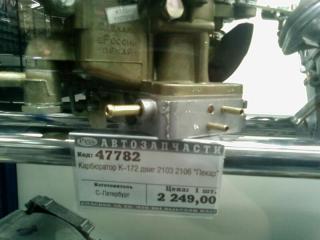 АВТОЗАПЧАСТИ
Код: 47782
Карбюратор К-172 двиг 2103 2106 "Пекар"
Изготовитель
С-Петербург
Цена: 1 шт.
2 249,00